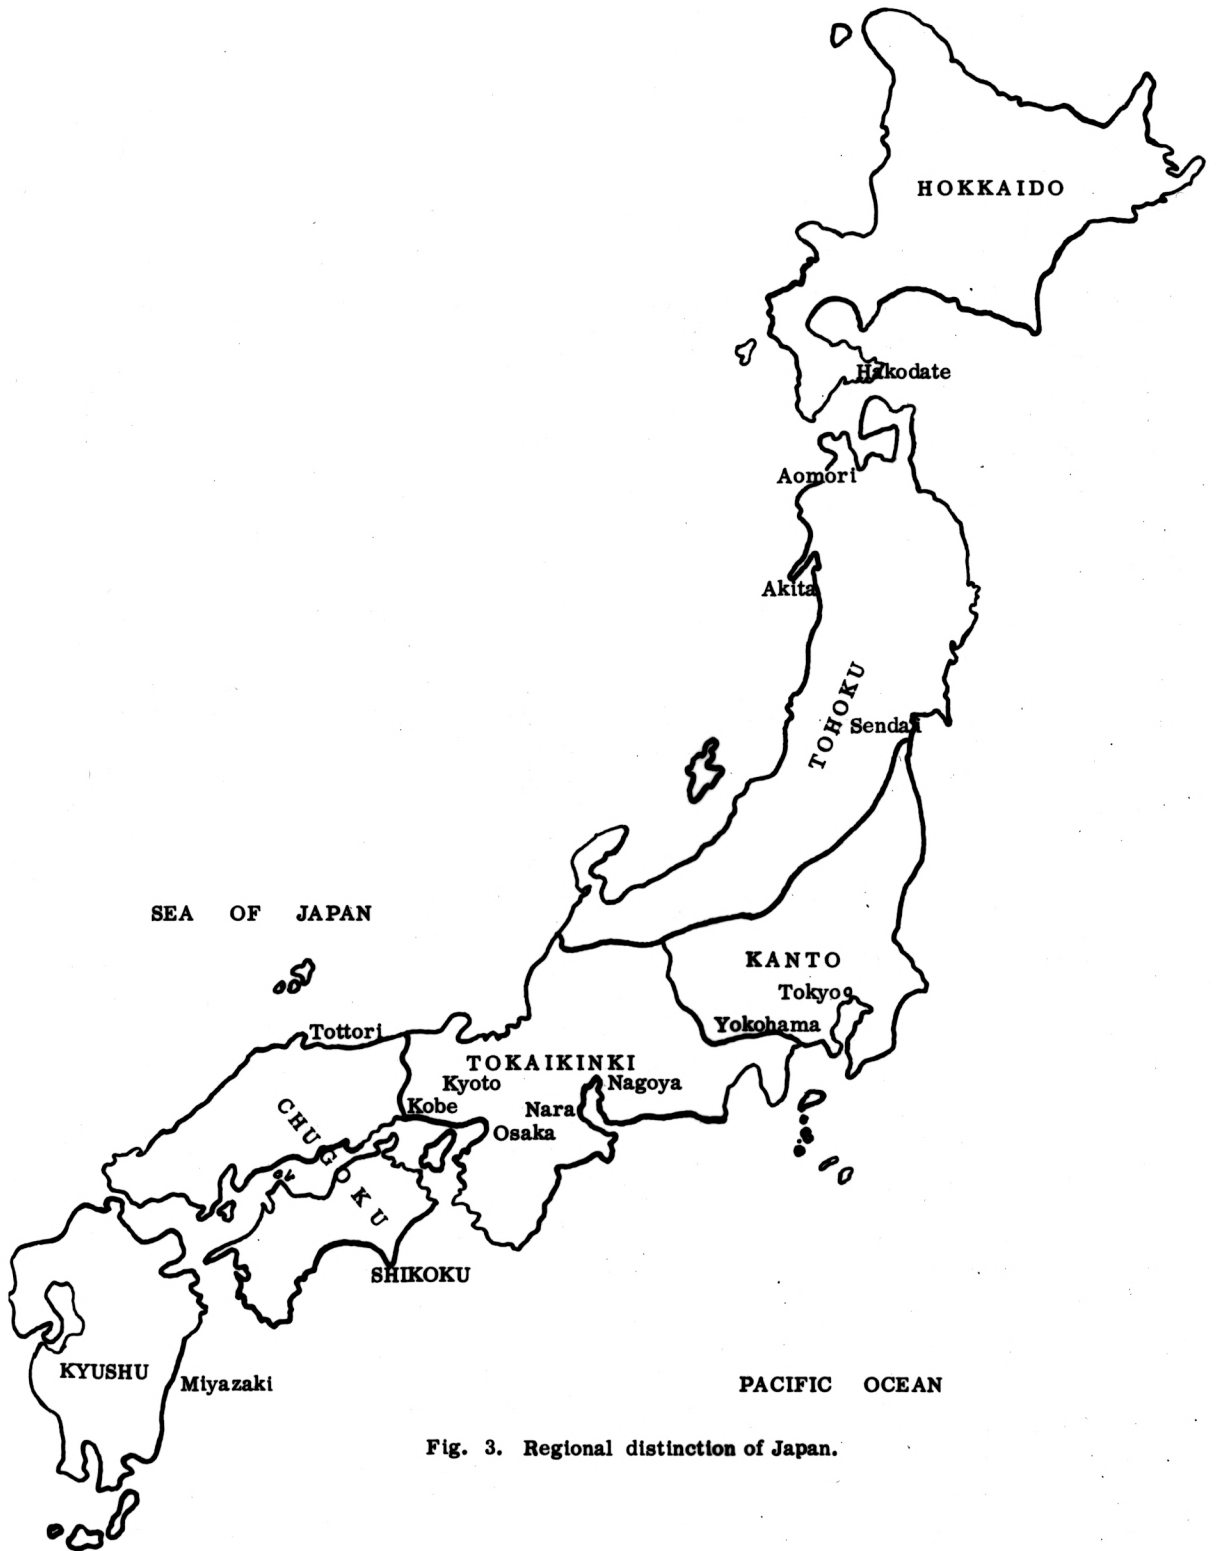 HOKKAIDO
Hakodate
Aomori
Akita
TOHOKU
Sendai
SEA OF JAPAN
KANTO
Tokyo
Yokohama
Tottori
TOKAIKINKI
Kyoto
Nagoya
Kobe
Nara
Osaka
CHUGOKU
SHIKOKU
KYUSHU
Miyazaki
PACIFIC OCEAN
Fig. 3. Regional distinction of Japan.